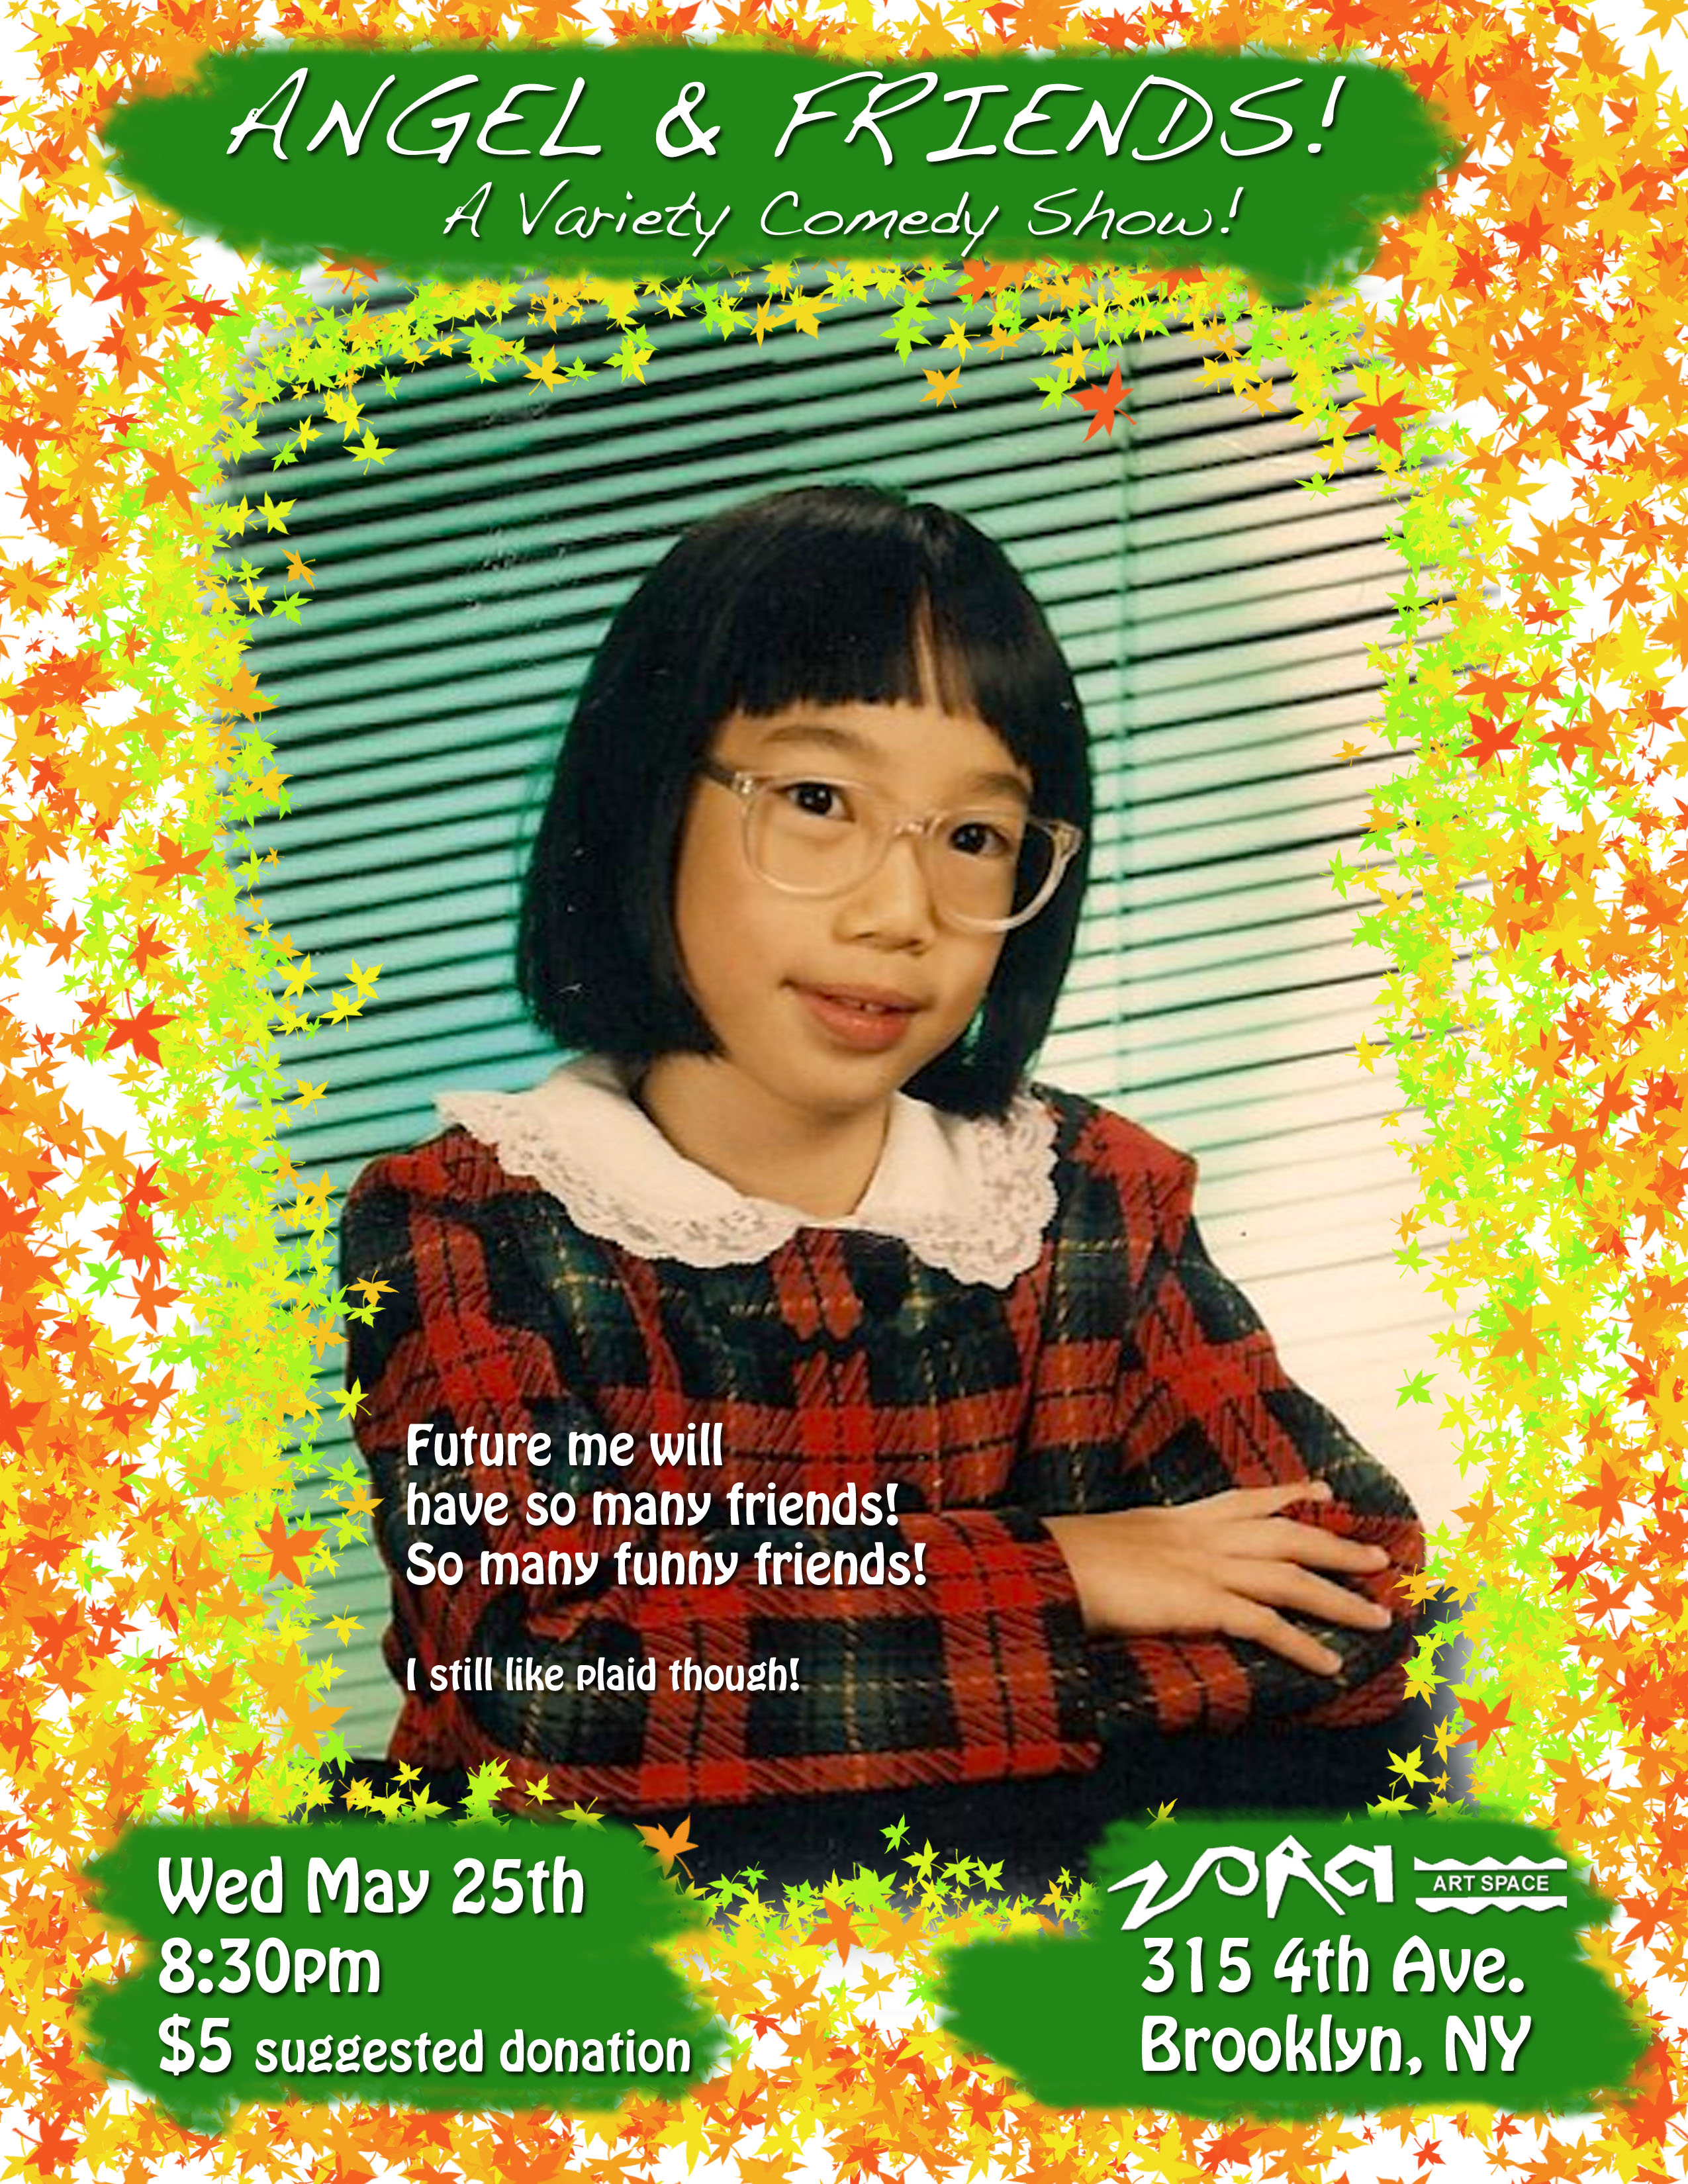 ANGEL & FRIENDS!
A Variety Comedy Show!
Future me will
have so many friends!
So many funny friends!
I still like plaid though!
Wed May 25th
8:30pm
$5 suggested donation
ZORA ART SPACE
315 4th Ave.
Brooklyn, NY